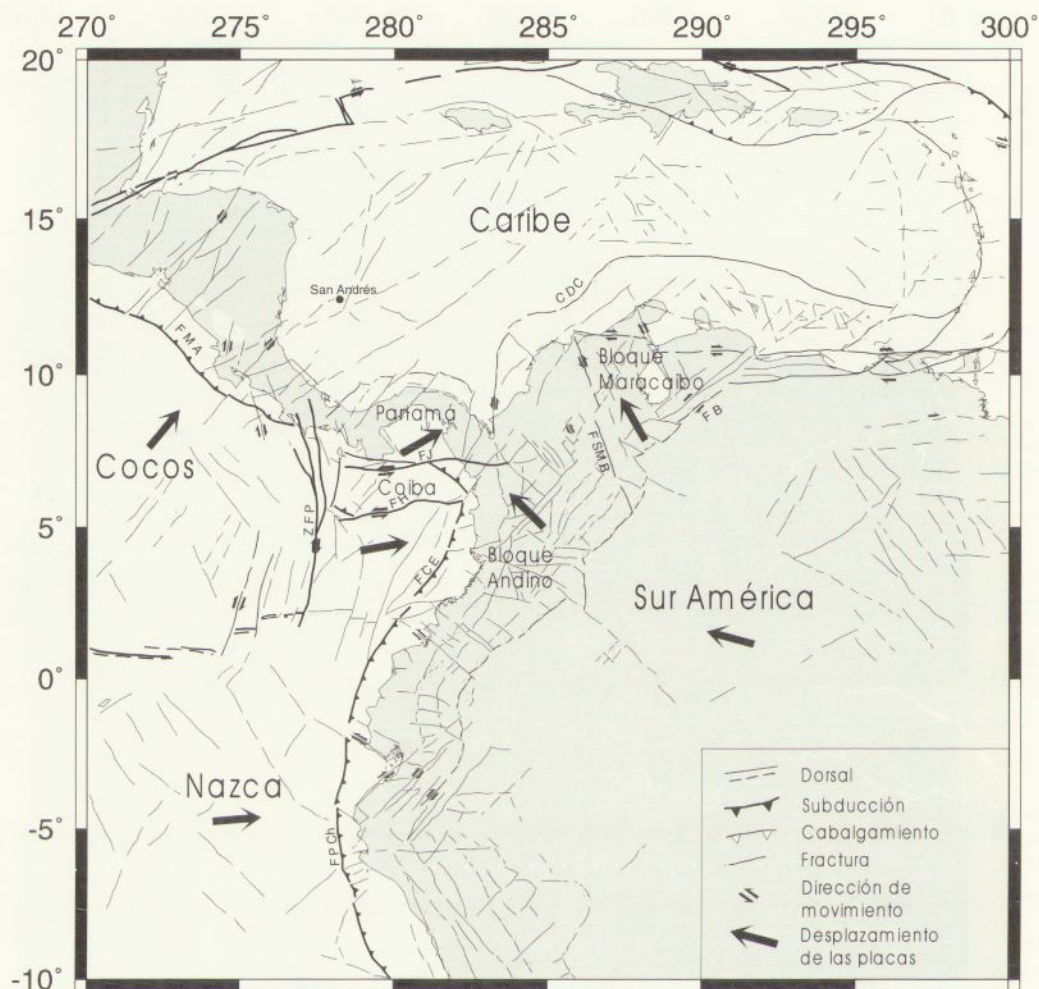 270° 275° 280° 285° 290° 295° 300°
20°
15°
10°
5°
0°
-5°
-10°
Caribe
San Andrés
CDC
FMA
Bloque
Maracaibo
Panamá
FB
FSMB
Cocos
FJ
Coiba
FH
ZFP
FCE
Bloque
Andino
Sur América
Nazca
FPCh
Dorsal
Subducción
Cabalgamiento
Fractura
Dirección de
movimiento
Desplazamiento
de las placas